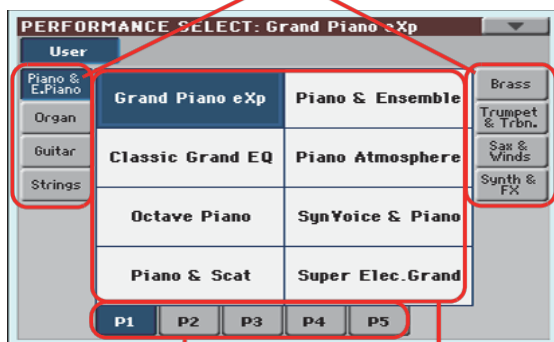 PERFORMANCE SELECT: Grand Piano eXp
User
Piano &
E.Piano
Organ
Guitar
Strings
Grand Piano eXp
Piano & Ensemble
Classic Grand EQ
Piano Atmosphere
Octave Piano
SynVoice & Piano
Piano & Scat
Super Elec.Grand
Brass
Trumpet
& Trbn.
Sax &
Winds
Synth &
FX
P1 P2 P3 P4 P5